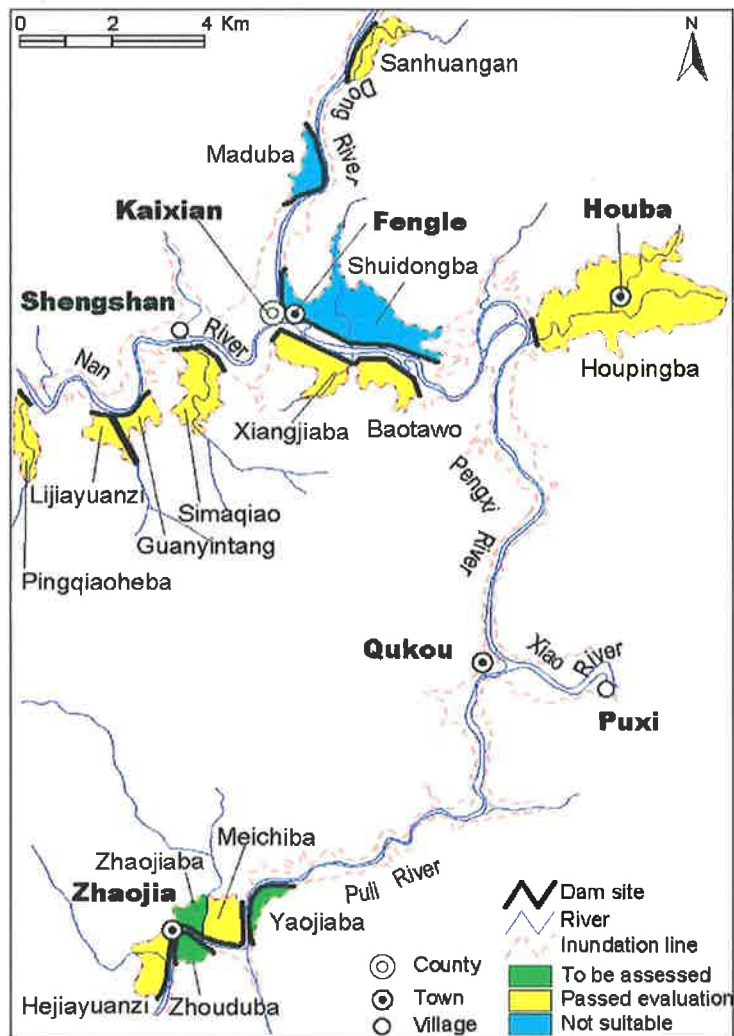 0 2 4 Km
N
Sanhuangan
Dong
River
Maduba
Kaixian
Fengle
Houba
Shuidongba
Shengshan
River
Nan
Houpingba
Xiangjiaba
Baotawo
Lijiayuanzi
Simaqiao
Guanyintang
Pingqiaoheba
Pengxi
River
Qukou
Xiao
River
Puxi
Meichiba
Zhaojiaba
Zhaojia
Puli River
Yaojiaba
Hejiayuanzi
Zhouduba
Dam site
River
Inundation line
County
To be assessed
Town
Passed evaluation
Village
Not suitable